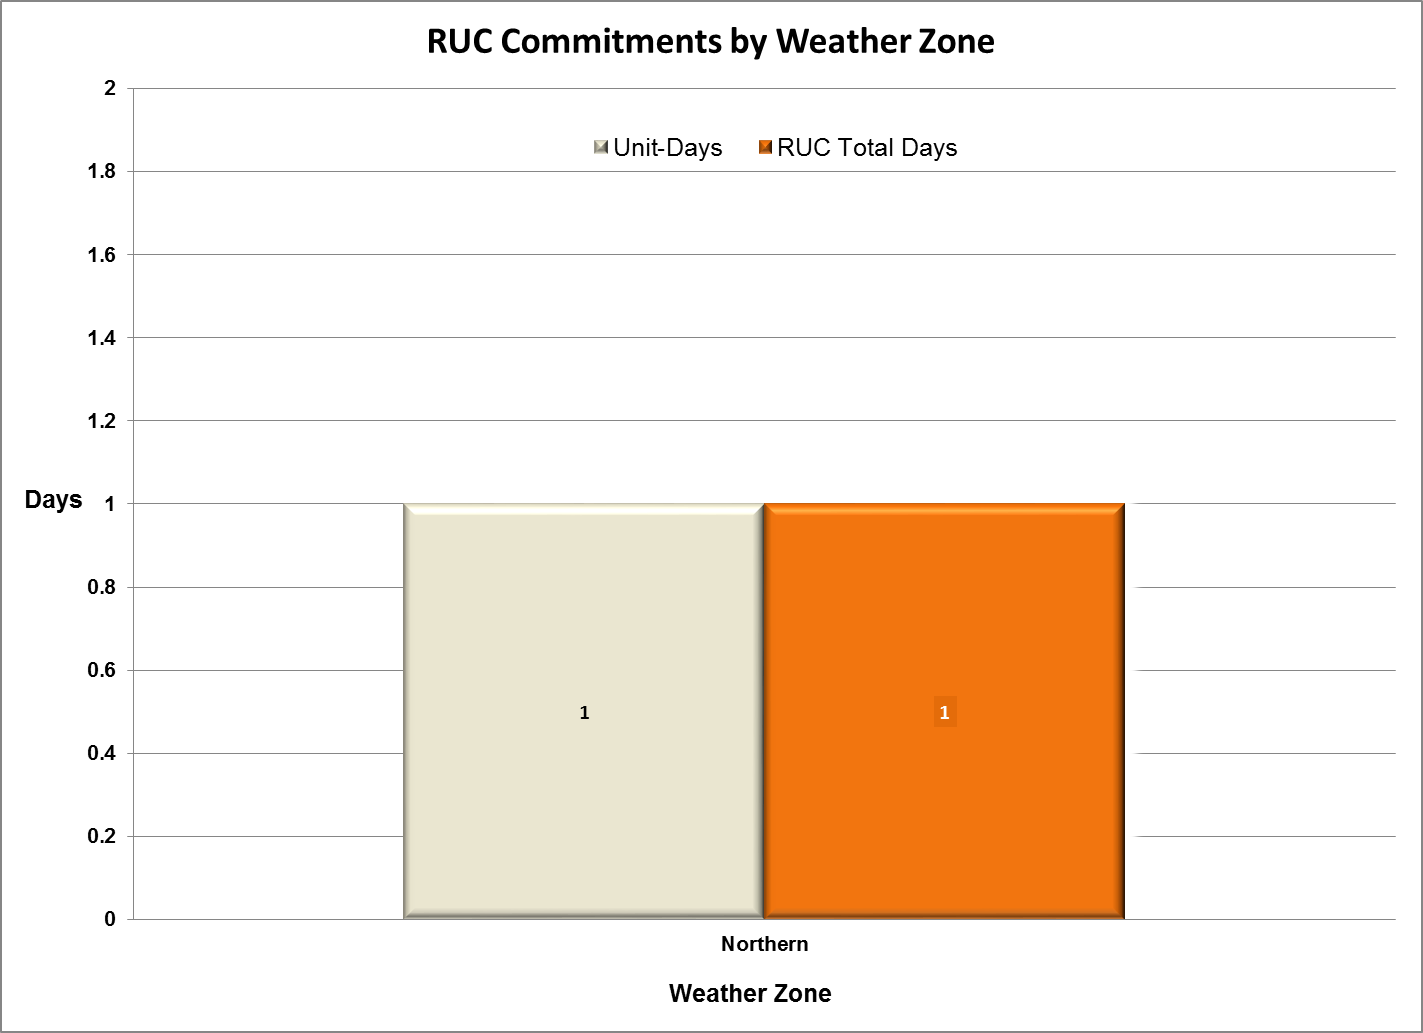 RUC Commitments by Weather Zone
2
Unit-Days RUC Total Days
1.8
1.6
1.4
1.2
Days 1
0.8
0.6
1 1
0.4
0.2
0
Northern
Weather Zone